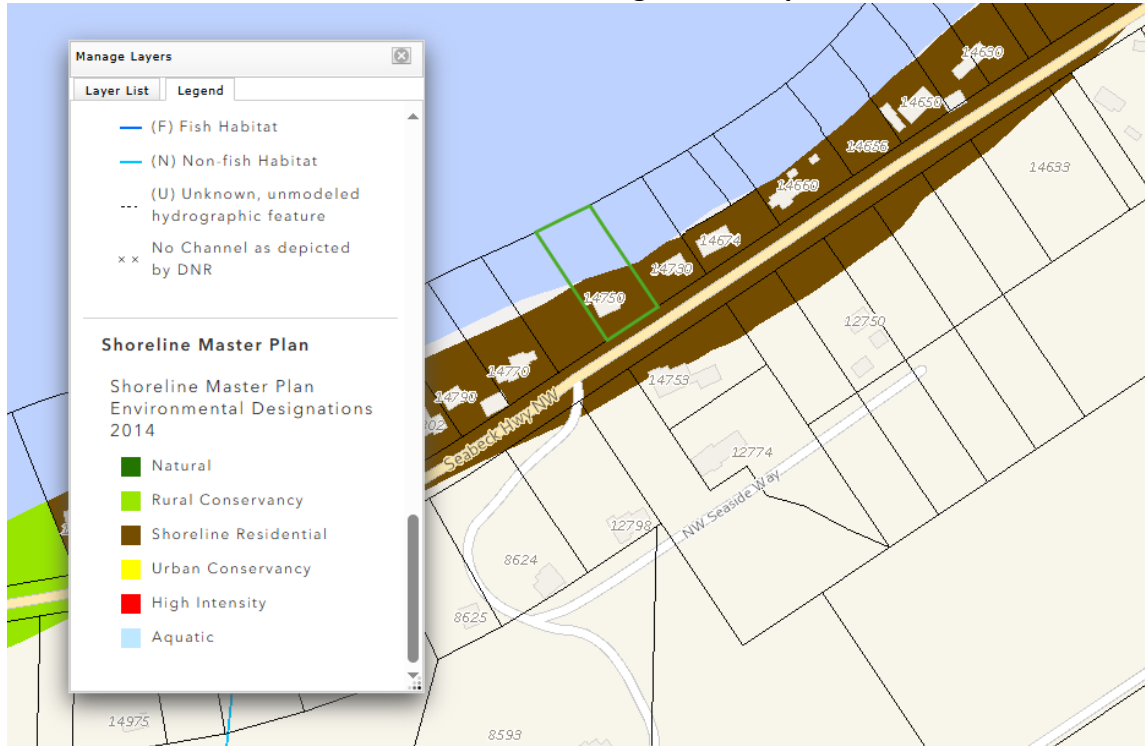 Manage Layers
Layer List
Legend
(F) Fish Habitat
(N) Non-fish Habitat
(U) Unknown, unmodeled
hydrographic feature
No Channel as depicted
by DNR
Shoreline Master Plan
Shoreline Master Plan
Environmental Designations
2014
Natural
Rural Conservancy
Shoreline Residential
Urban Conservancy
High Intensity
Aquatic
14630
14650
14656
14633
14660
14674
14730
14750
12750
14770
14753
14790
Seabeck Hwy NW
12774
NW Seaside Way
12798
8624
8625
14975
8593